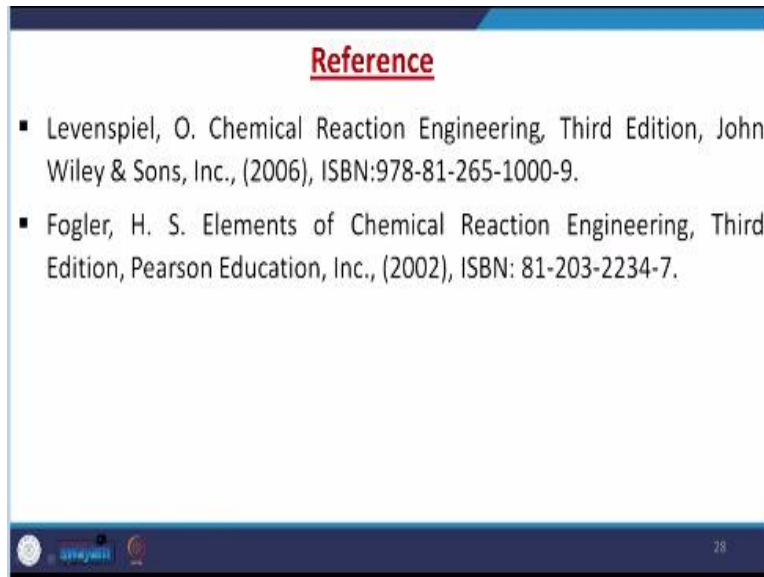 Reference
▪ Levenspiel, O. Chemical Reaction Engineering, Third Edition, John
Wiley & Sons, Inc., (2006), ISBN:978-81-265-1000-9.
▪ Fogler, H. S. Elements of Chemical Reaction Engineering, Third
Edition, Pearson Education, Inc., (2002), ISBN: 81-203-2234-7.
swayam
28